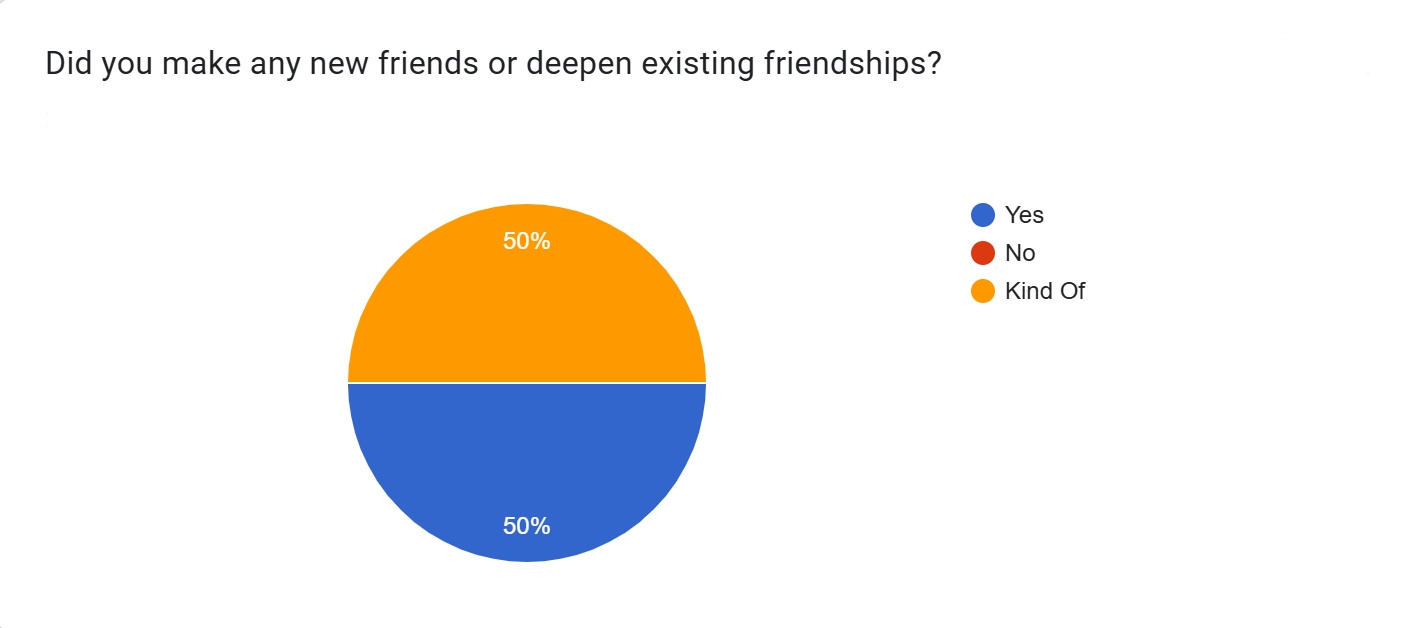 Did you make any new friends or deepen existing friendships?
50%
50%
Yes
No
Kind Of